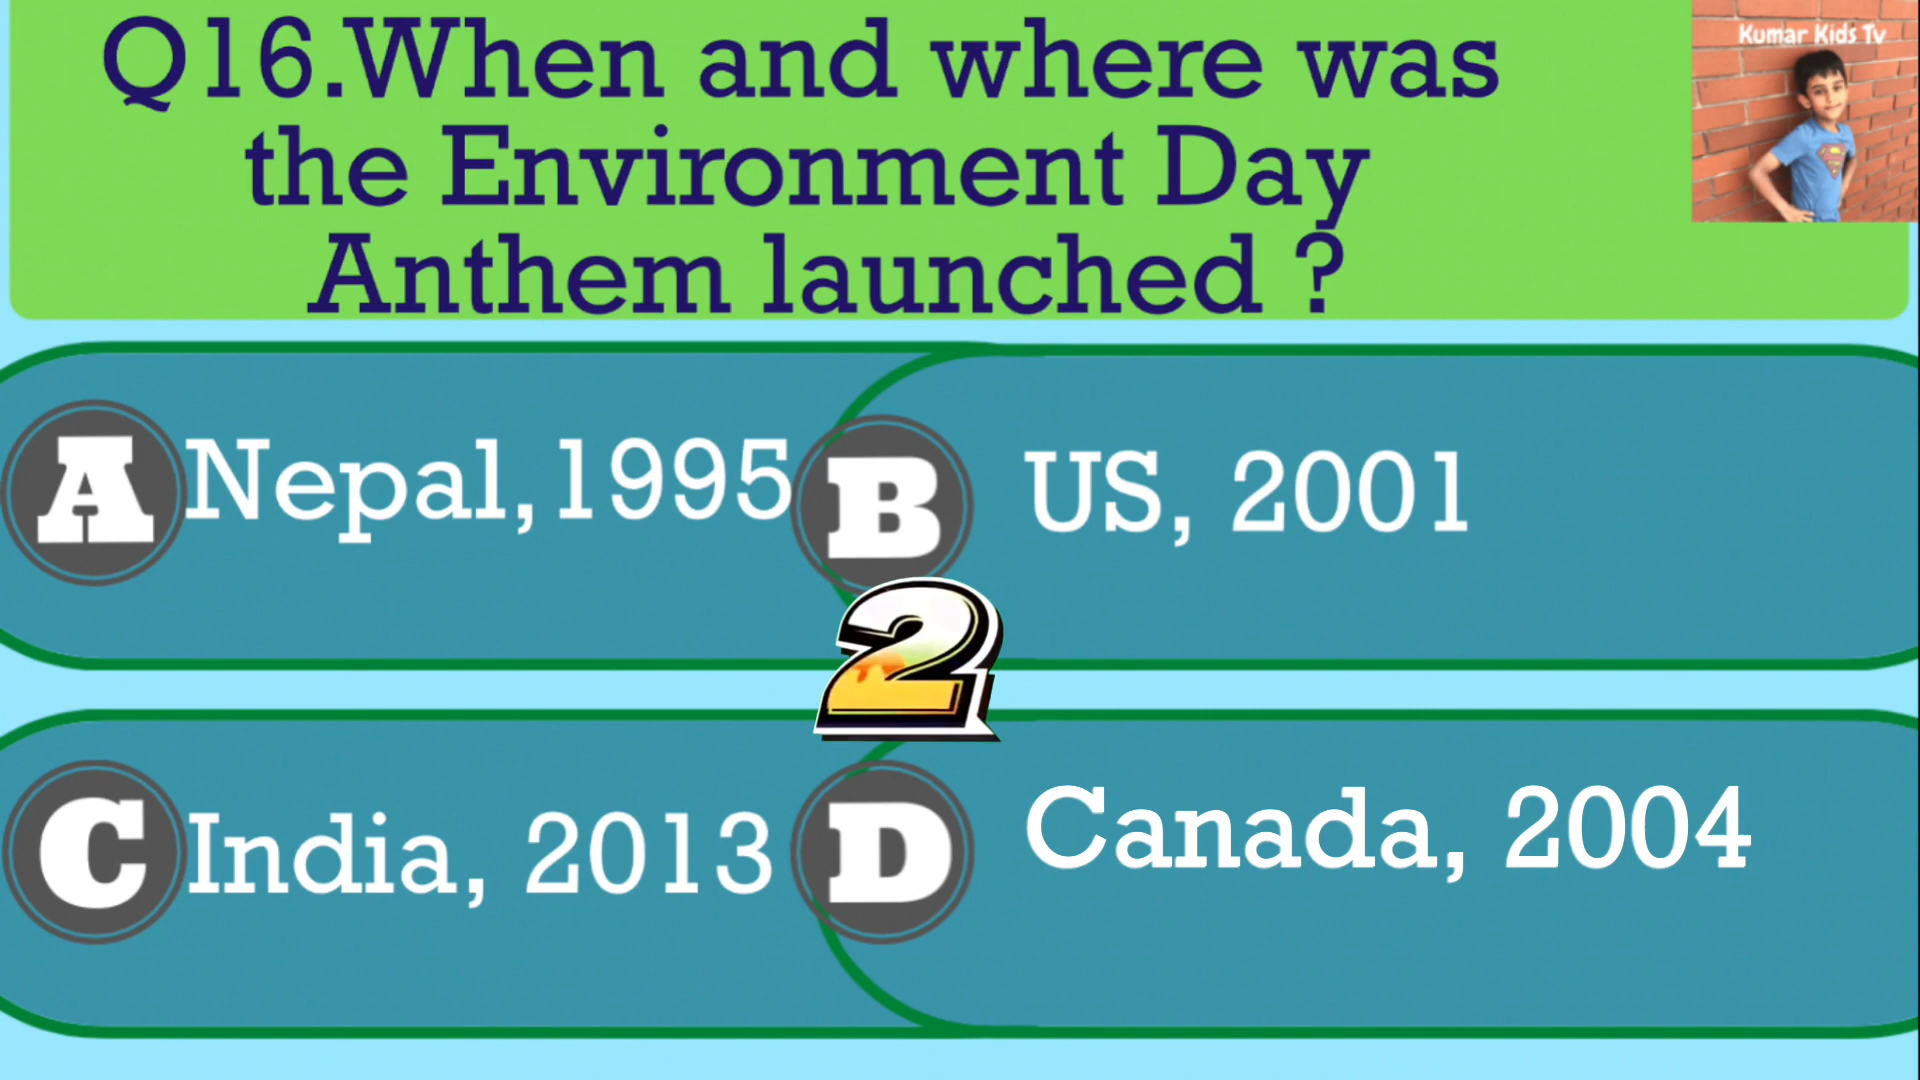 Q16.When and where was
the Environment Day
Anthem launched ?
Kumar Kids Tv
A Nepal,1995
B US, 2001
2
C India, 2013
D Canada, 2004